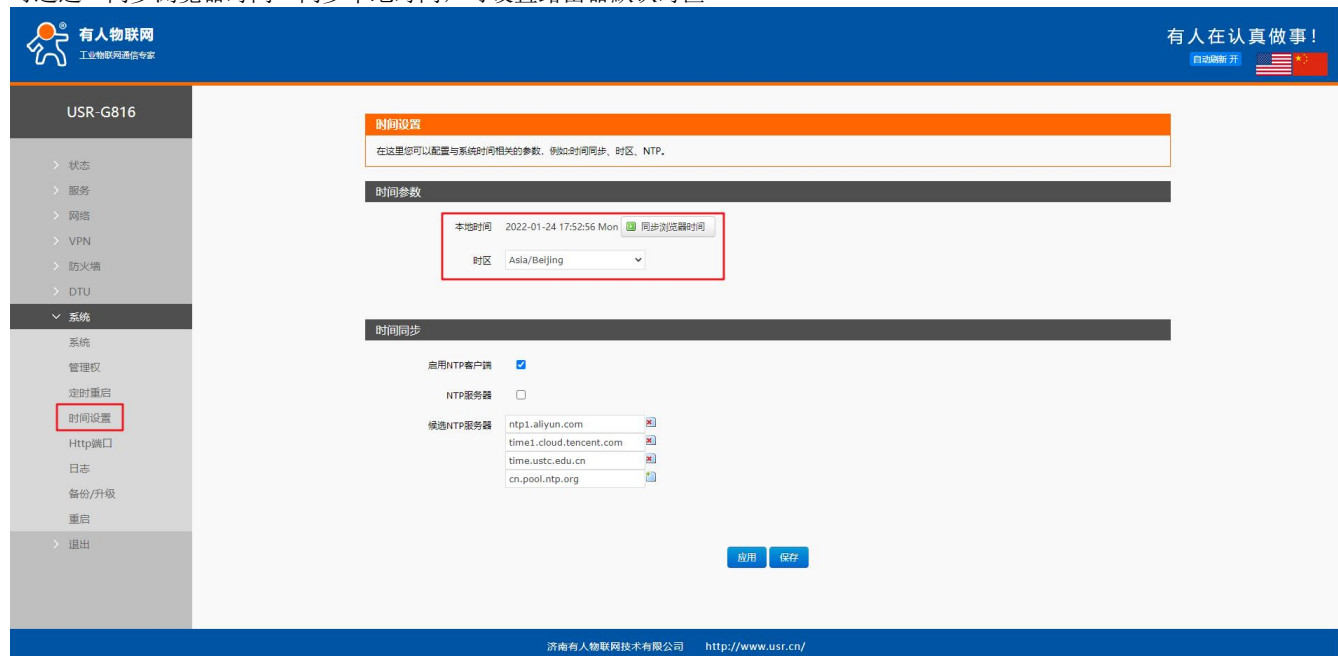 有人物联网
工业物联网通信专家
有人在认真做事!
自动刷新 开
USR-G816
状态
服务
网络
VPN
防火墙
DTU
系统
系统
管理权
定时重启
时间设置
Http端口
日志
备份/升级
重启
退出
时间设置
在这里您可以配置与系统时间相关的参数，例如:时间同步、时区、NTP。
时间参数
本地时间 2022-01-24 17:52:56 Mon 同步浏览器时间
时区 Asia/Beijing
时间同步
启用NTP客户端
NTP服务器
候选NTP服务器 ntp1.aliyun.com
time1.cloud.tencent.com
time.ustc.edu.cn
cn.pool.ntp.org
应用 保存
济南有人物联网技术有限公司 http://www.usr.cn/